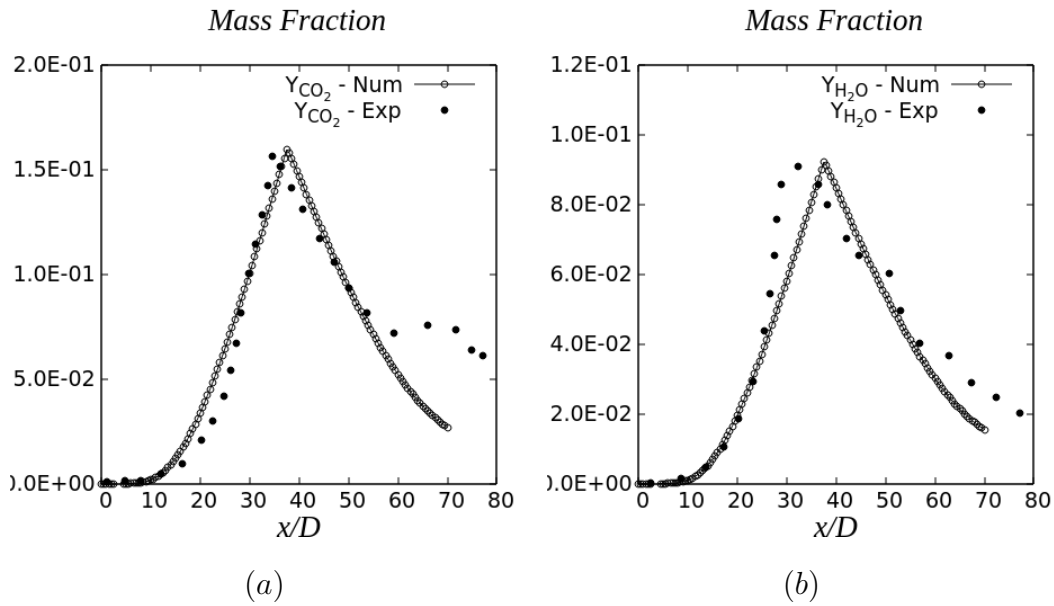 Mass Fraction
2.0E-01
1.5E-01
1.0E-01
5.0E-02
).0E+00
0 10 20 30 40 50 60 70 80
x/D
Y_CO2 - Num
Y_CO2 - Exp
(a)
Mass Fraction
1.2E-01
1.0E-01
8.0E-02
6.0E-02
4.0E-02
2.0E-02
).0E+00
0 10 20 30 40 50 60 70 80
x/D
Y_H2O - Num
Y_H2O - Exp
(b)